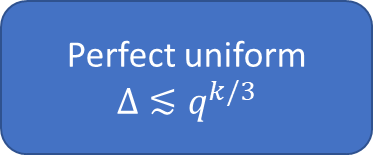 Perfect uniform
Δ ≲ q^{k/3}